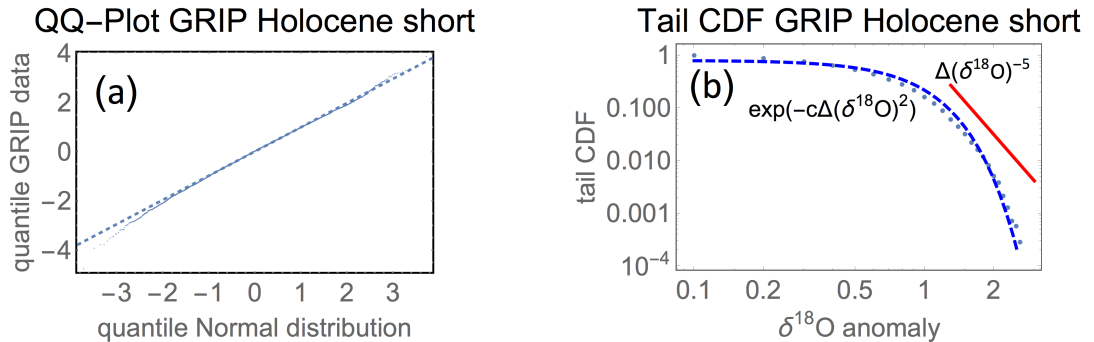 QQ−Plot GRIP Holocene short
(a)
quantile GRIP data
4
2
0
−2
−4
−3 −2 −1 0 1 2 3
quantile Normal distribution
Tail CDF GRIP Holocene short
(b)
Δ(δ¹⁸O)⁻⁵
exp(−cΔ(δ¹⁸O)²)
tail CDF
1
0.100
0.010
0.001
10⁻⁴
0.1 0.2 0.5 1 2
δ¹⁸O anomaly